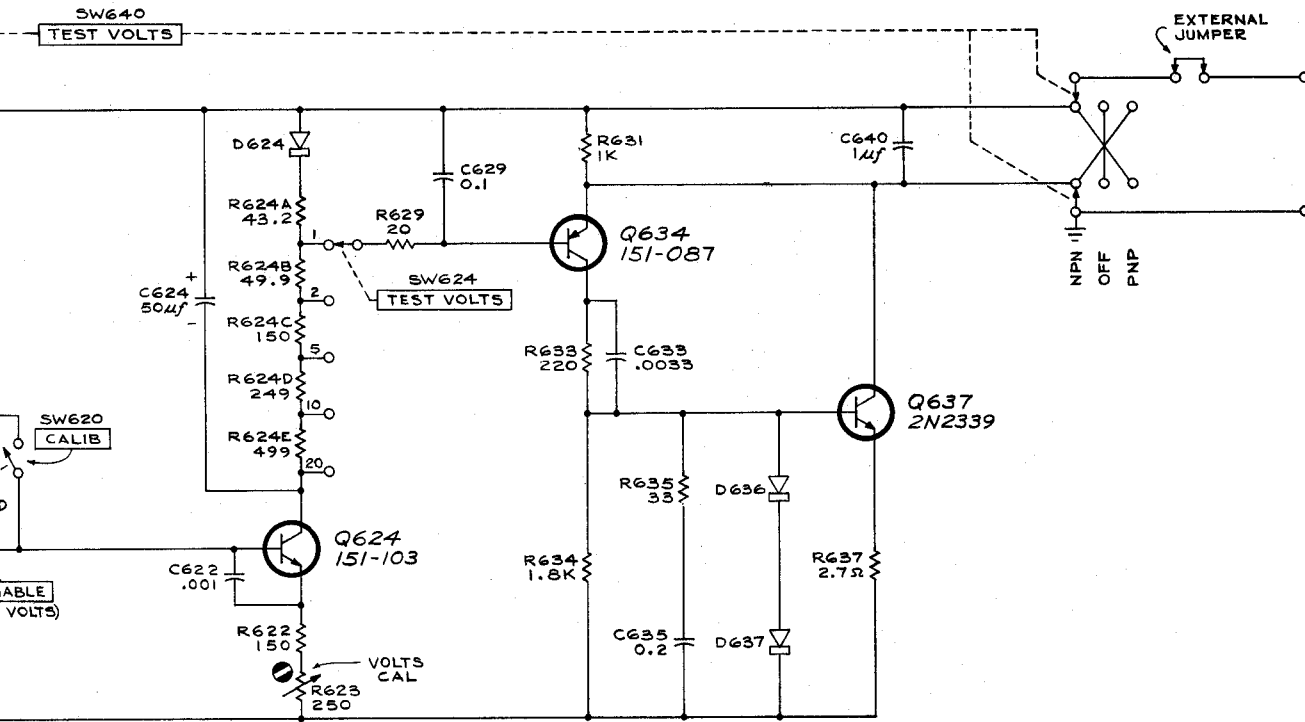 SW640
TEST VOLTS
EXTERNAL
JUMPER
D624
C629
0.1
R631
1K
C640
1µf
R624A
43.2
R629
20
1
Q634
151-087
R624B
49.9
SW624
TEST VOLTS
2
C624
50µf
+
-
R624C
150
5
R633
220
C633
.0033
NPN
OFF
PNP
R624D
249
10
Q637
2N2339
SW620
CALIB
R624E
499
20
R635
33
D636
Q624
151-103
C622
.001
R634
1.8K
R637
2.7Ω
ABLE
VOLTS)
R622
150
C635
0.2
D637
VOLTS
CAL
R623
250